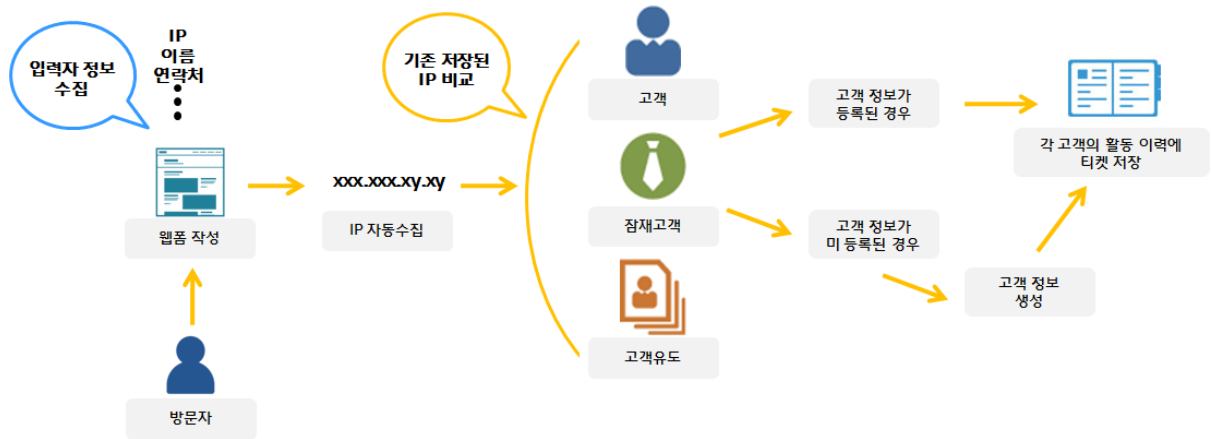 입력자 정보
수집
IP
이름
연락처
웹폼 작성
방문자
xxx.xxx.xy.xy
IP 자동수집
기존 저장된
IP 비교
고객
잠재고객
고객유도
고객 정보가
등록된 경우
고객 정보가
미 등록된 경우
고객 정보
생성
각 고객의 활동 이력에
티켓 저장